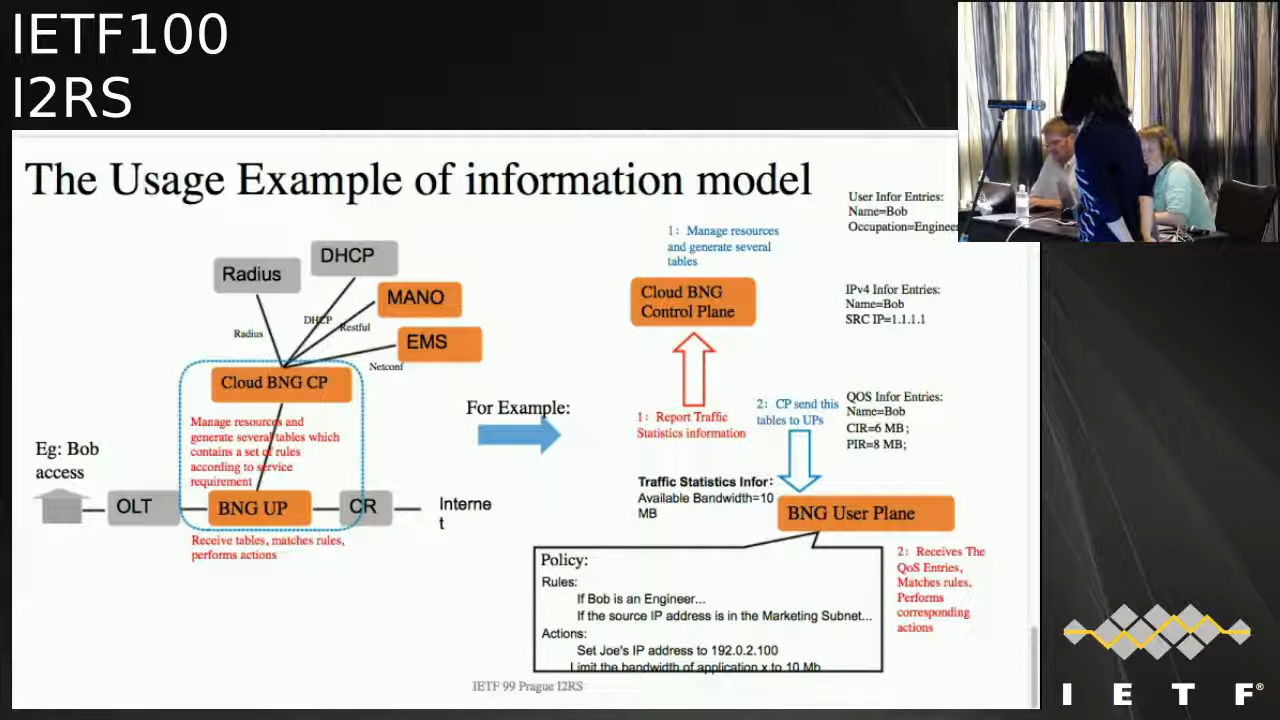 IETF100
I2RS
The Usage Example of information model
User Infor Entries:
Name=Bob
Occupation=Engineer
1: Manage resources
and generate several
tables
DHCP
Radius
MANO
EMS
Radius
DHCP
Restful
Netconf
Cloud BNG CP
Manage resources and
generate several tables which
contains a set of rules
according to service
requirement
Eg: Bob
access
OLT
BNG UP
CR
Interne
t
Receive tables, matches rules,
performs actions
For Example:
Cloud BNG
Control Plane
IPv4 Infor Entries:
Name=Bob
SRC IP=1.1.1.1
1: Report Traffic
Statistics information
2: CP send this
tables to UPs
QOS Infor Entries:
Name=Bob
CIR=6 MB;
PIR=8 MB;
Traffic Statistics Infor:
Available Bandwidth=10
MB
BNG User Plane
Policy:
Rules:
If Bob is an Engineer...
If the source IP address is in the Marketing Subnet...
Actions:
Set Joe's IP address to 192.0.2.100
Limit the bandwidth of application x to 10 Mb
2: Receives The
QoS Entries,
Matches rules,
Performs
corresponding
actions
IETF 99 Prague I2RS
I E T F®